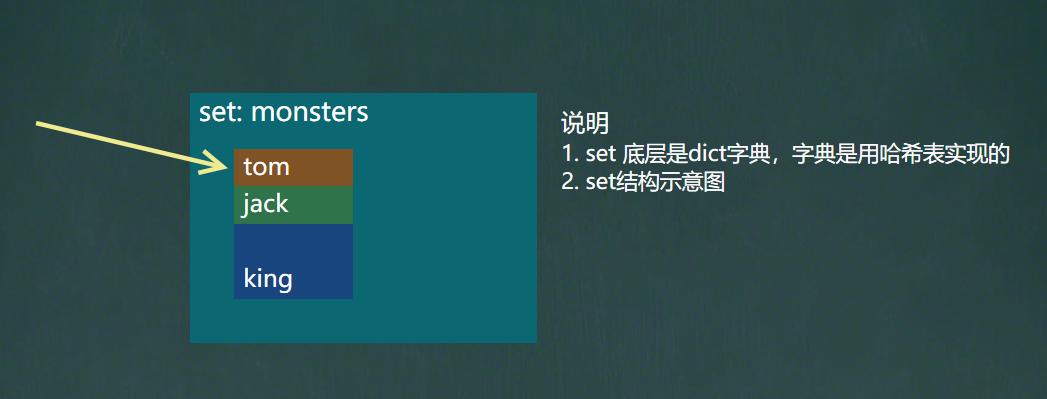 set: monsters
tom
jack
king
说明
1. set 底层是dict字典，字典是用哈希表实现的
2. set结构示意图